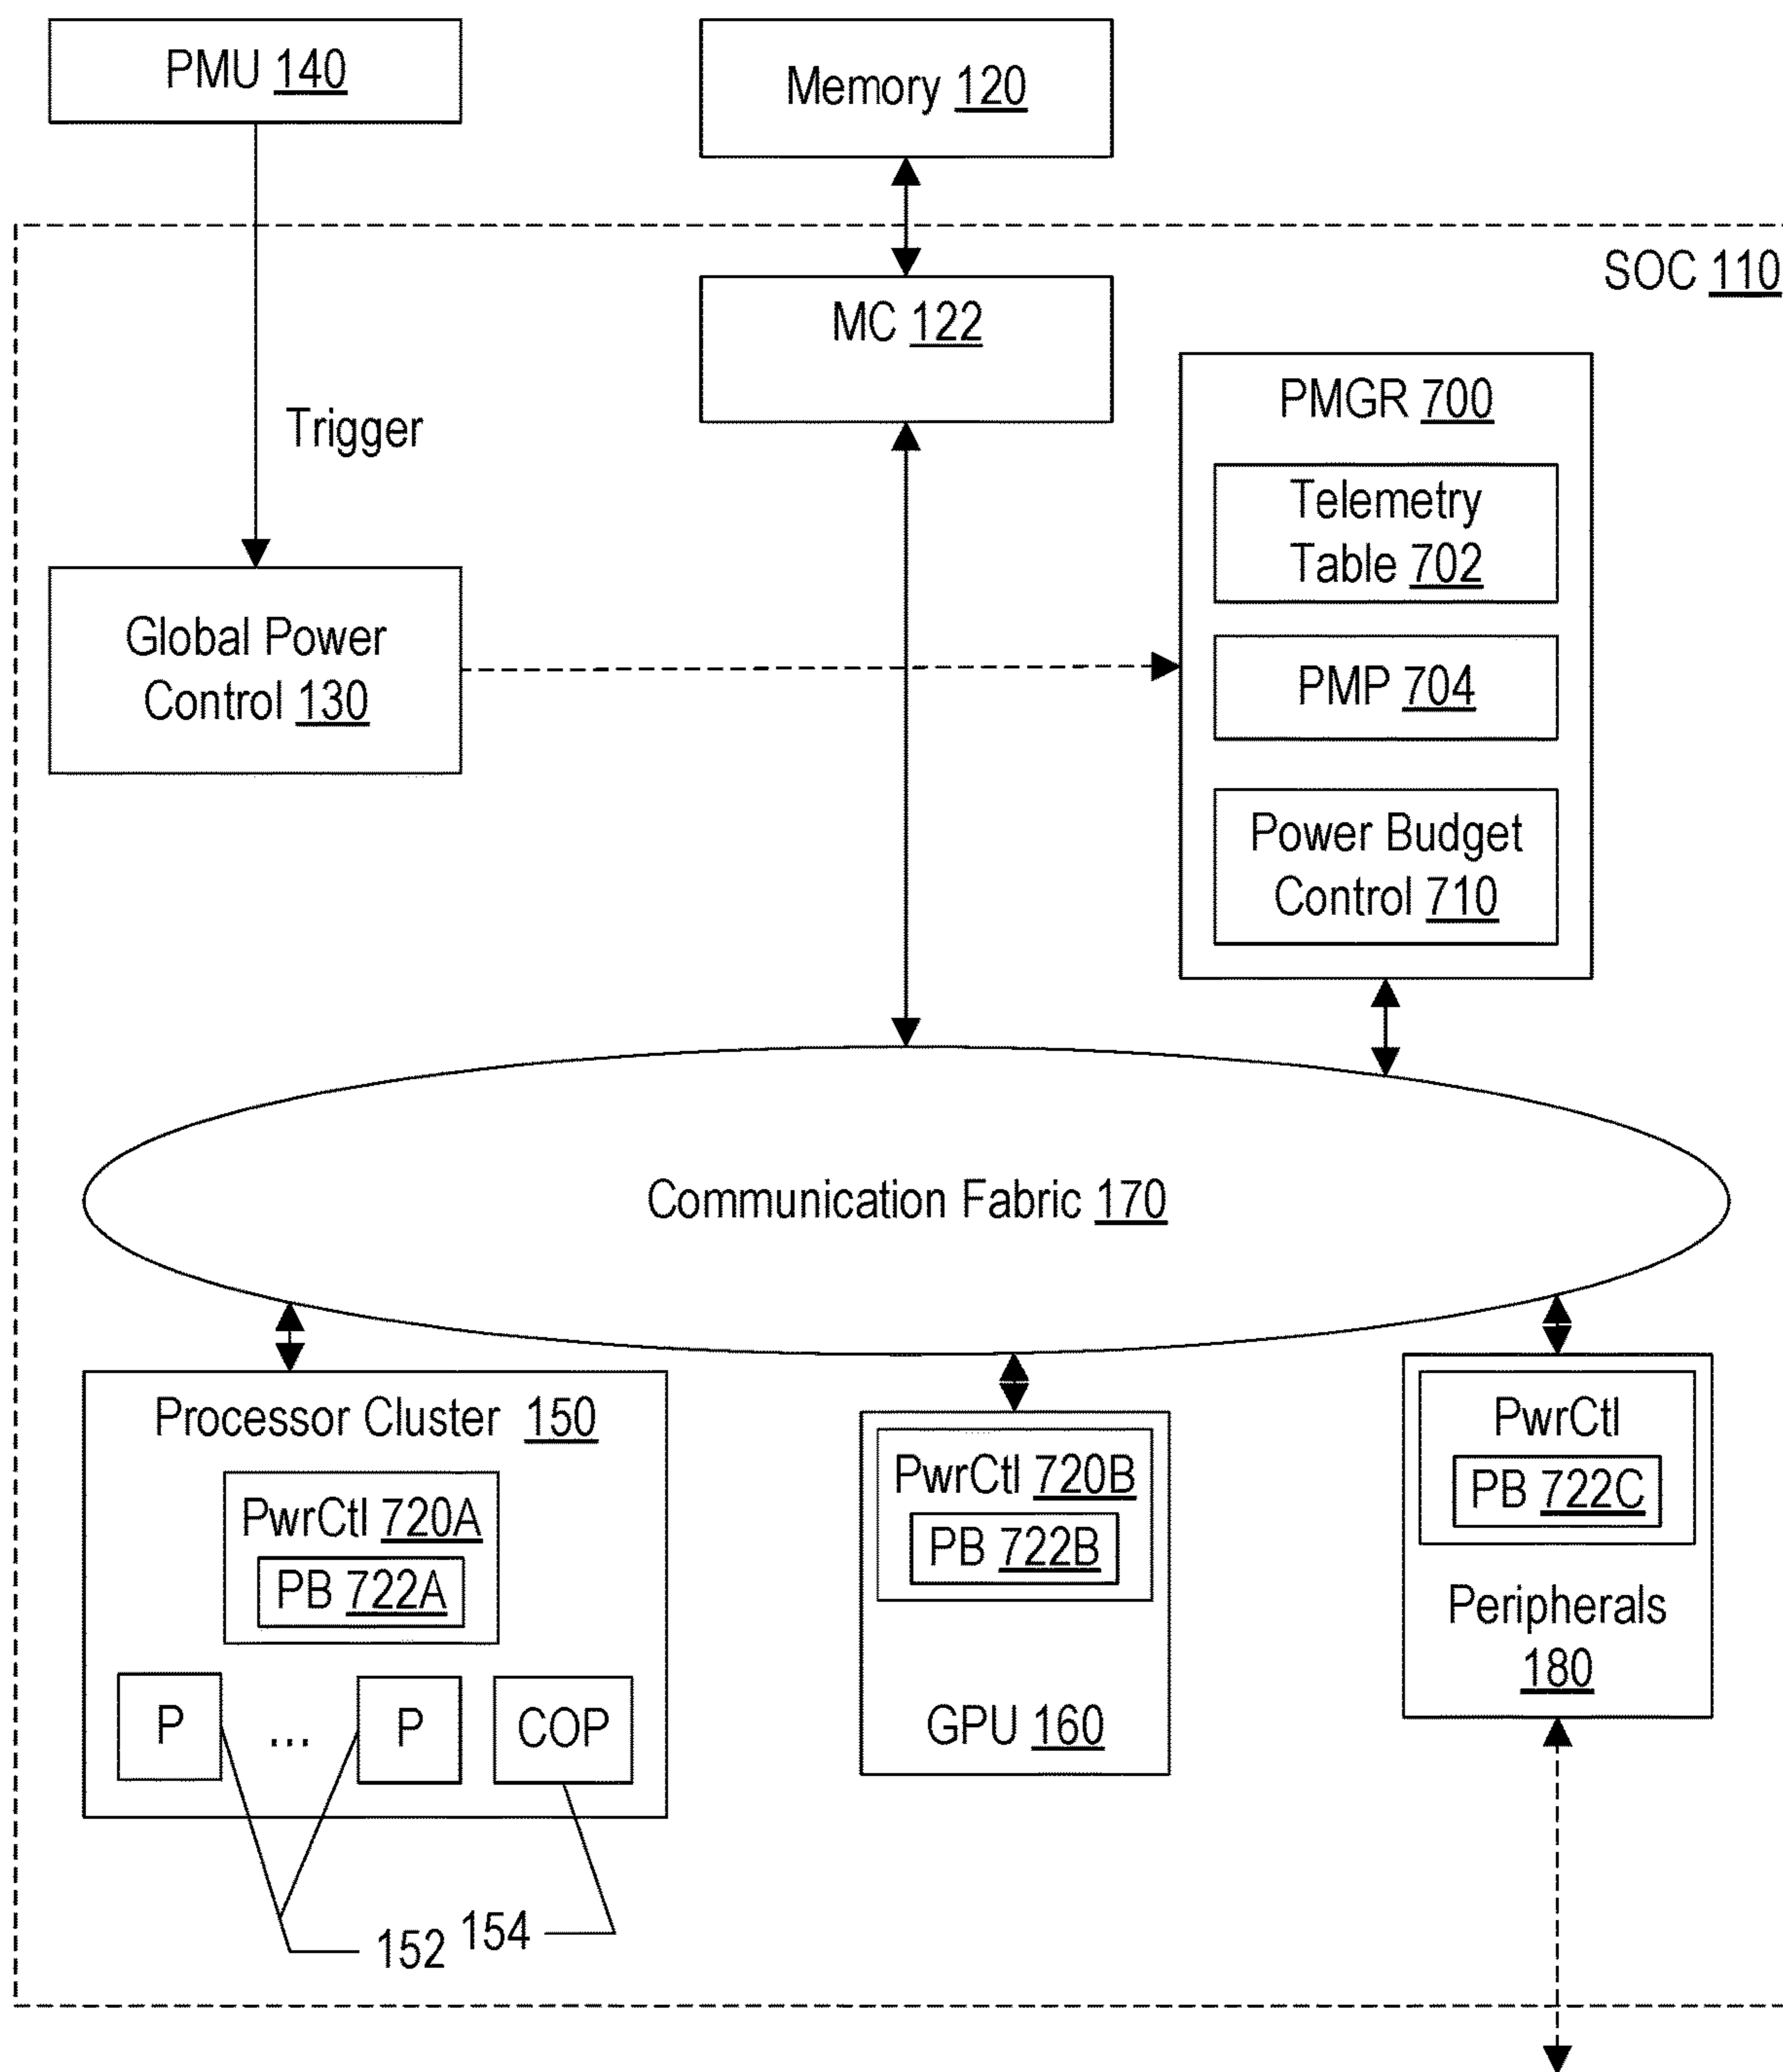 PMU 140
Memory 120
SOC 110
MC 122
Trigger
PMGR 700
Telemetry
Table 702
PMP 704
Power Budget
Control 710
Global Power
Control 130
Communication Fabric 170
Processor Cluster 150
PwrCtl 720A
PB 722A
P
...
P
COP
152
154
PwrCtl 720B
PB 722B
GPU 160
PwrCtl
PB 722C
Peripherals
180